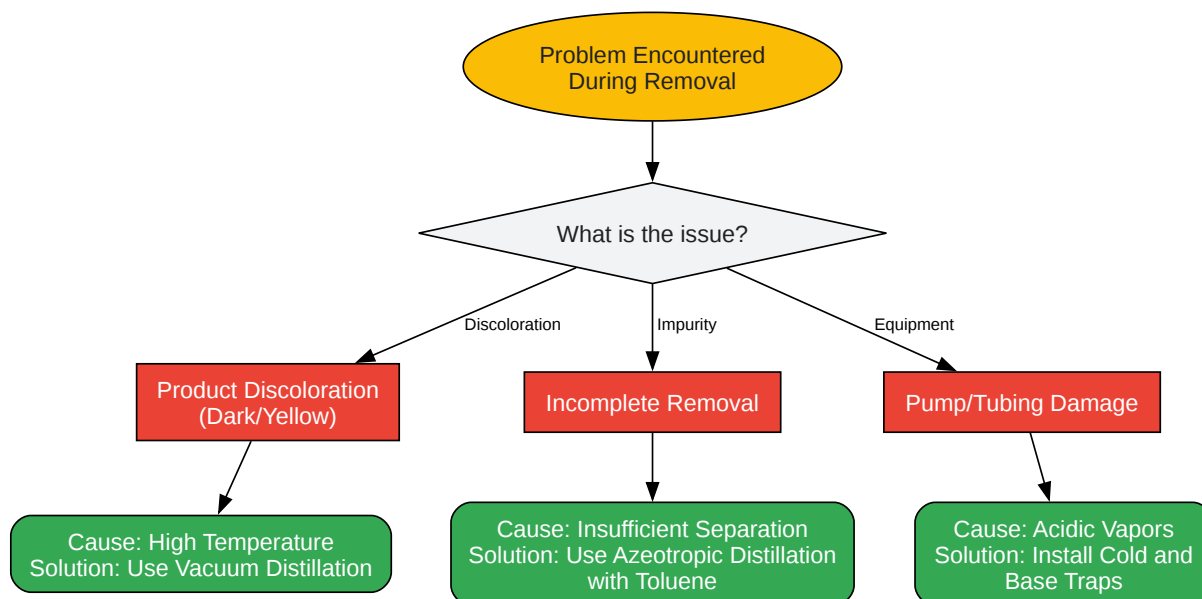 Problem Encountered
During Removal
What is the issue?
Discoloration
Impurity
Equipment
Product Discoloration
(Dark/Yellow)
Incomplete Removal
Pump/Tubing Damage
Cause: High Temperature
Solution: Use Vacuum Distillation
Cause: Insufficient Separation
Solution: Use Azeotropic Distillation
with Toluene
Cause: Acidic Vapors
Solution: Install Cold and
Base Traps